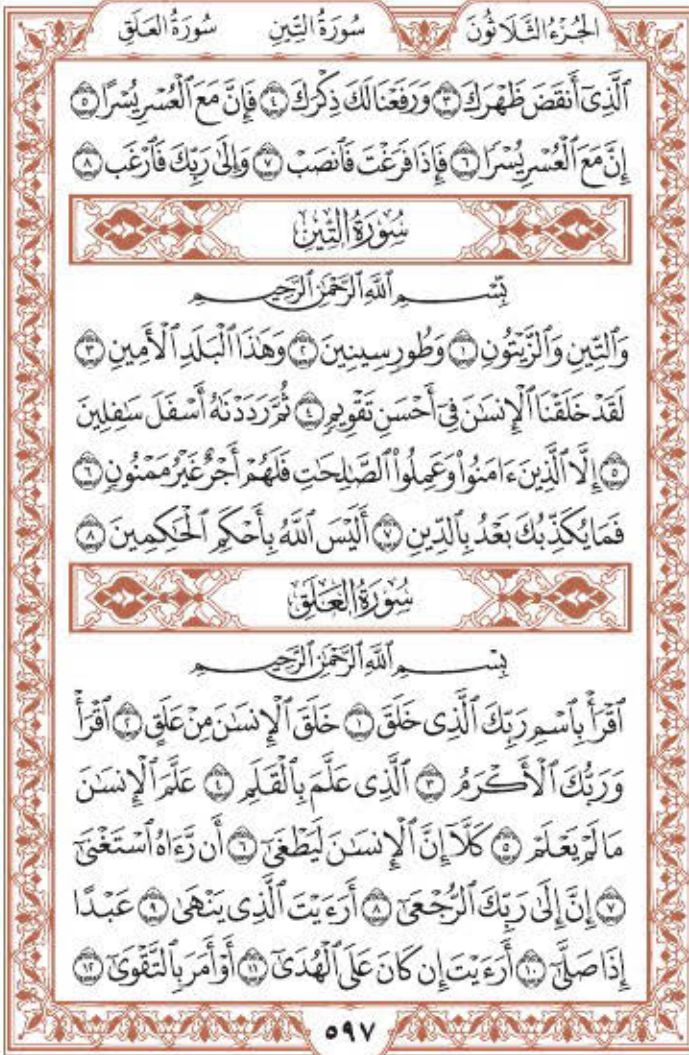 الجُزْءُ الثَّلَاثُونَ سُورَةُ التِّينِ سُورَةُ العَلَقِ
ٱلَّذِىٓ أَنقَضَ ظَهْرَكَ ٣ وَرَفَعْنَا لَكَ ذِكْرَكَ ٤ فَإِنَّ مَعَ ٱلْعُسْرِ يُسْرًا ٥
إِنَّ مَعَ ٱلْعُسْرِ يُسْرًا ٦ فَإِذَا فَرَغْتَ فَٱنصَبْ ٧ وَإِلَىٰ رَبِّكَ فَٱرْغَب ٨
سُورَةُ التِّينِ
بِّسْمِ ٱللَّهِ ٱلرَّحْمَٰنِ ٱلرَّحِيمِ
وَٱلتِّينِ وَٱلزَّيْتُونِ ١ وَطُورِ سِينِينَ ٢ وَهَٰذَا ٱلْبَلَدِ ٱلْأَمِينِ ٣
لَقَدْ خَلَقْنَا ٱلْإِنسَٰنَ فِىٓ أَحْسَنِ تَقْوِيمٍ ٤ ثُمَّ رَدَدْنَٰهُ أَسْفَلَ سَٰفِلِينَ
٥ إِلَّا ٱلَّذِينَ ءَامَنُوا۟ وَعَمِلُوا۟ ٱلصَّٰلِحَٰتِ فَلَهُمْ أَجْرٌ غَيْرُ مَمْنُونٍ ٦
فَمَا يُكَذِّبُكَ بَعْدُ بِٱلدِّينِ ٧ أَلَيْسَ ٱللَّهُ بِأَحْكَمِ ٱلْحَٰكِمِينَ ٨
سُورَةُ العَلَقِ
بِسْمِ ٱللَّهِ ٱلرَّحْمَٰنِ ٱلرَّحِيمِ
ٱقْرَأْ بِٱسْمِ رَبِّكَ ٱلَّذِى خَلَقَ ١ خَلَقَ ٱلْإِنسَٰنَ مِنْ عَلَقٍ ٢ ٱقْرَأْ
وَرَبُّكَ ٱلْأَكْرَمُ ٣ ٱلَّذِى عَلَّمَ بِٱلْقَلَمِ ٤ عَلَّمَ ٱلْإِنسَٰنَ
مَا لَمْ يَعْلَمْ ٥ كَلَّآ إِنَّ ٱلْإِنسَٰنَ لَيَطْغَىٰٓ ٦ أَن رَّءَاهُ ٱسْتَغْنَىٰٓ
٧ إِنَّ إِلَىٰ رَبِّكَ ٱلرُّجْعَىٰٓ ٨ أَرَءَيْتَ ٱلَّذِى يَنْهَىٰ ٩ عَبْدًا
إِذَا صَلَّىٰٓ ١٠ أَرَءَيْتَ إِن كَانَ عَلَى ٱلْهُدَىٰٓ ١١ أَوْ أَمَرَ بِٱلتَّقْوَىٰٓ ١٢
٥٩٧